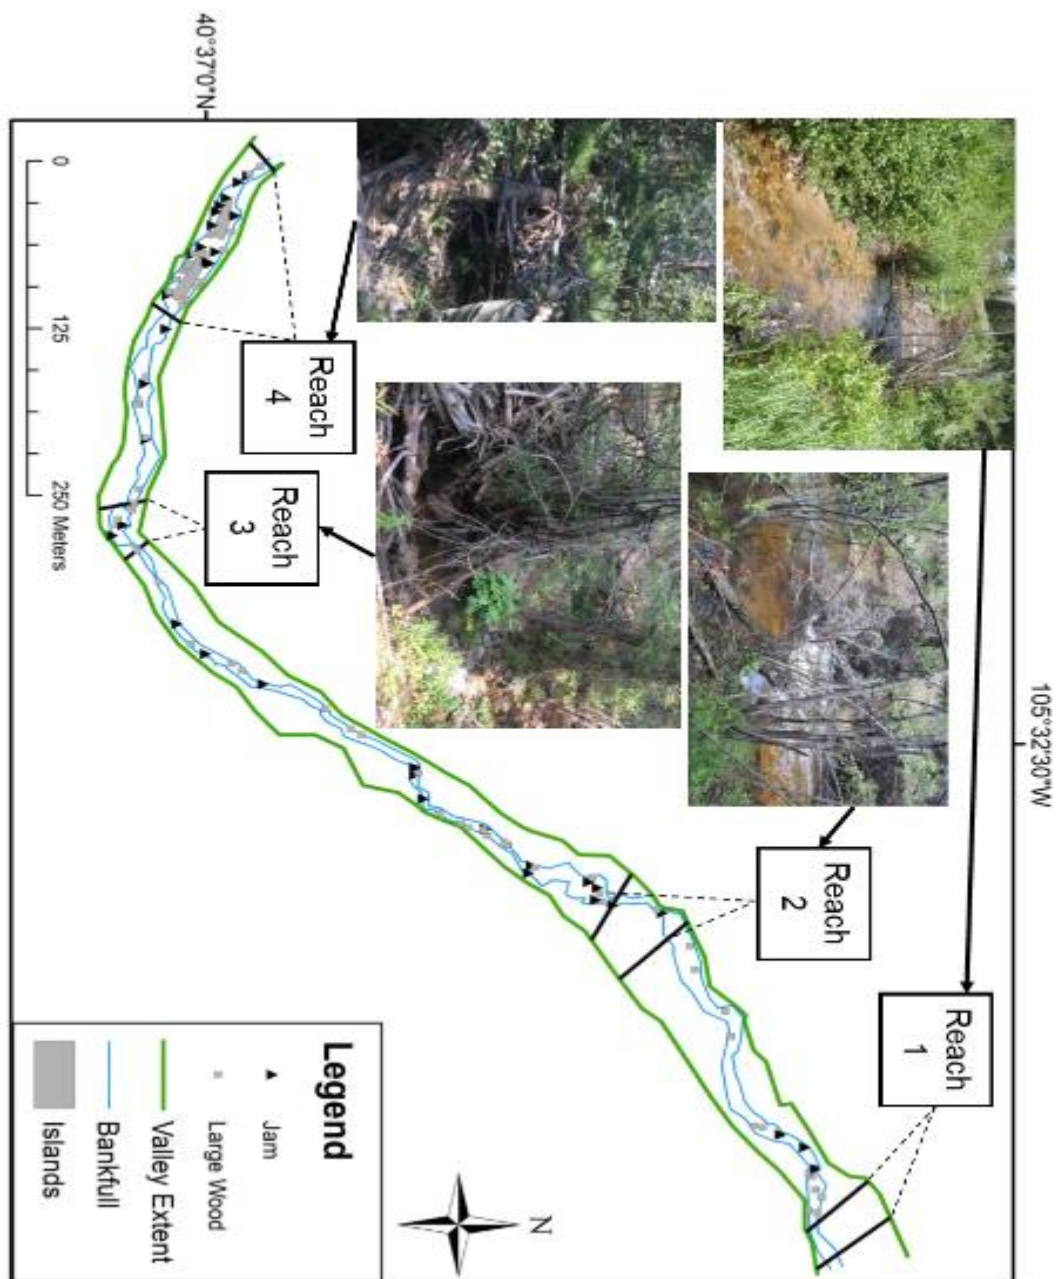 40°37'0"N
105°32'30"W
0
125
250 Meters
Reach
4
Reach
3
Reach
2
Reach
1
N
Legend
Jam
Large Wood
Valley Extent
Bankfull
Islands